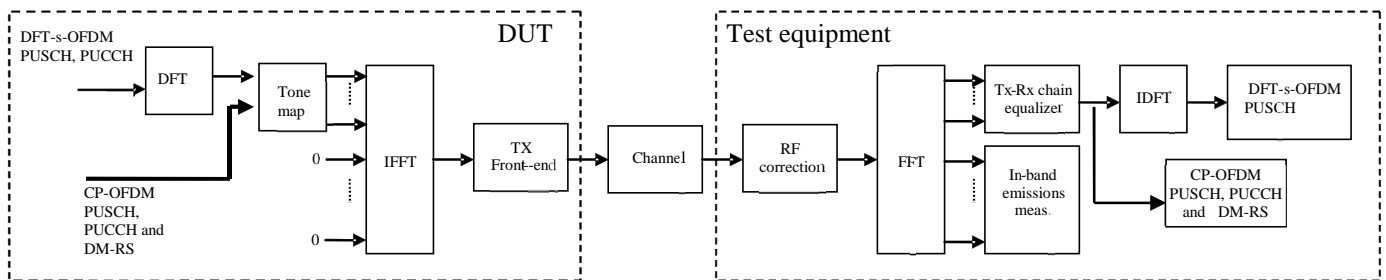 DUT
Test equipment
DFT-s-OFDM
PUSCH, PUCCH
DFT
Tone
map
0
0
IFFT
CP-OFDM
PUSCH,
PUCCH and
DM-RS
TX
Front--end
Channel
RF
correction
FFT
Tx-Rx chain
equalizer
In-band
emissions
meas.
IDFT
DFT-s-OFDM
PUSCH
CP-OFDM
PUSCH, PUCCH
and DM-RS